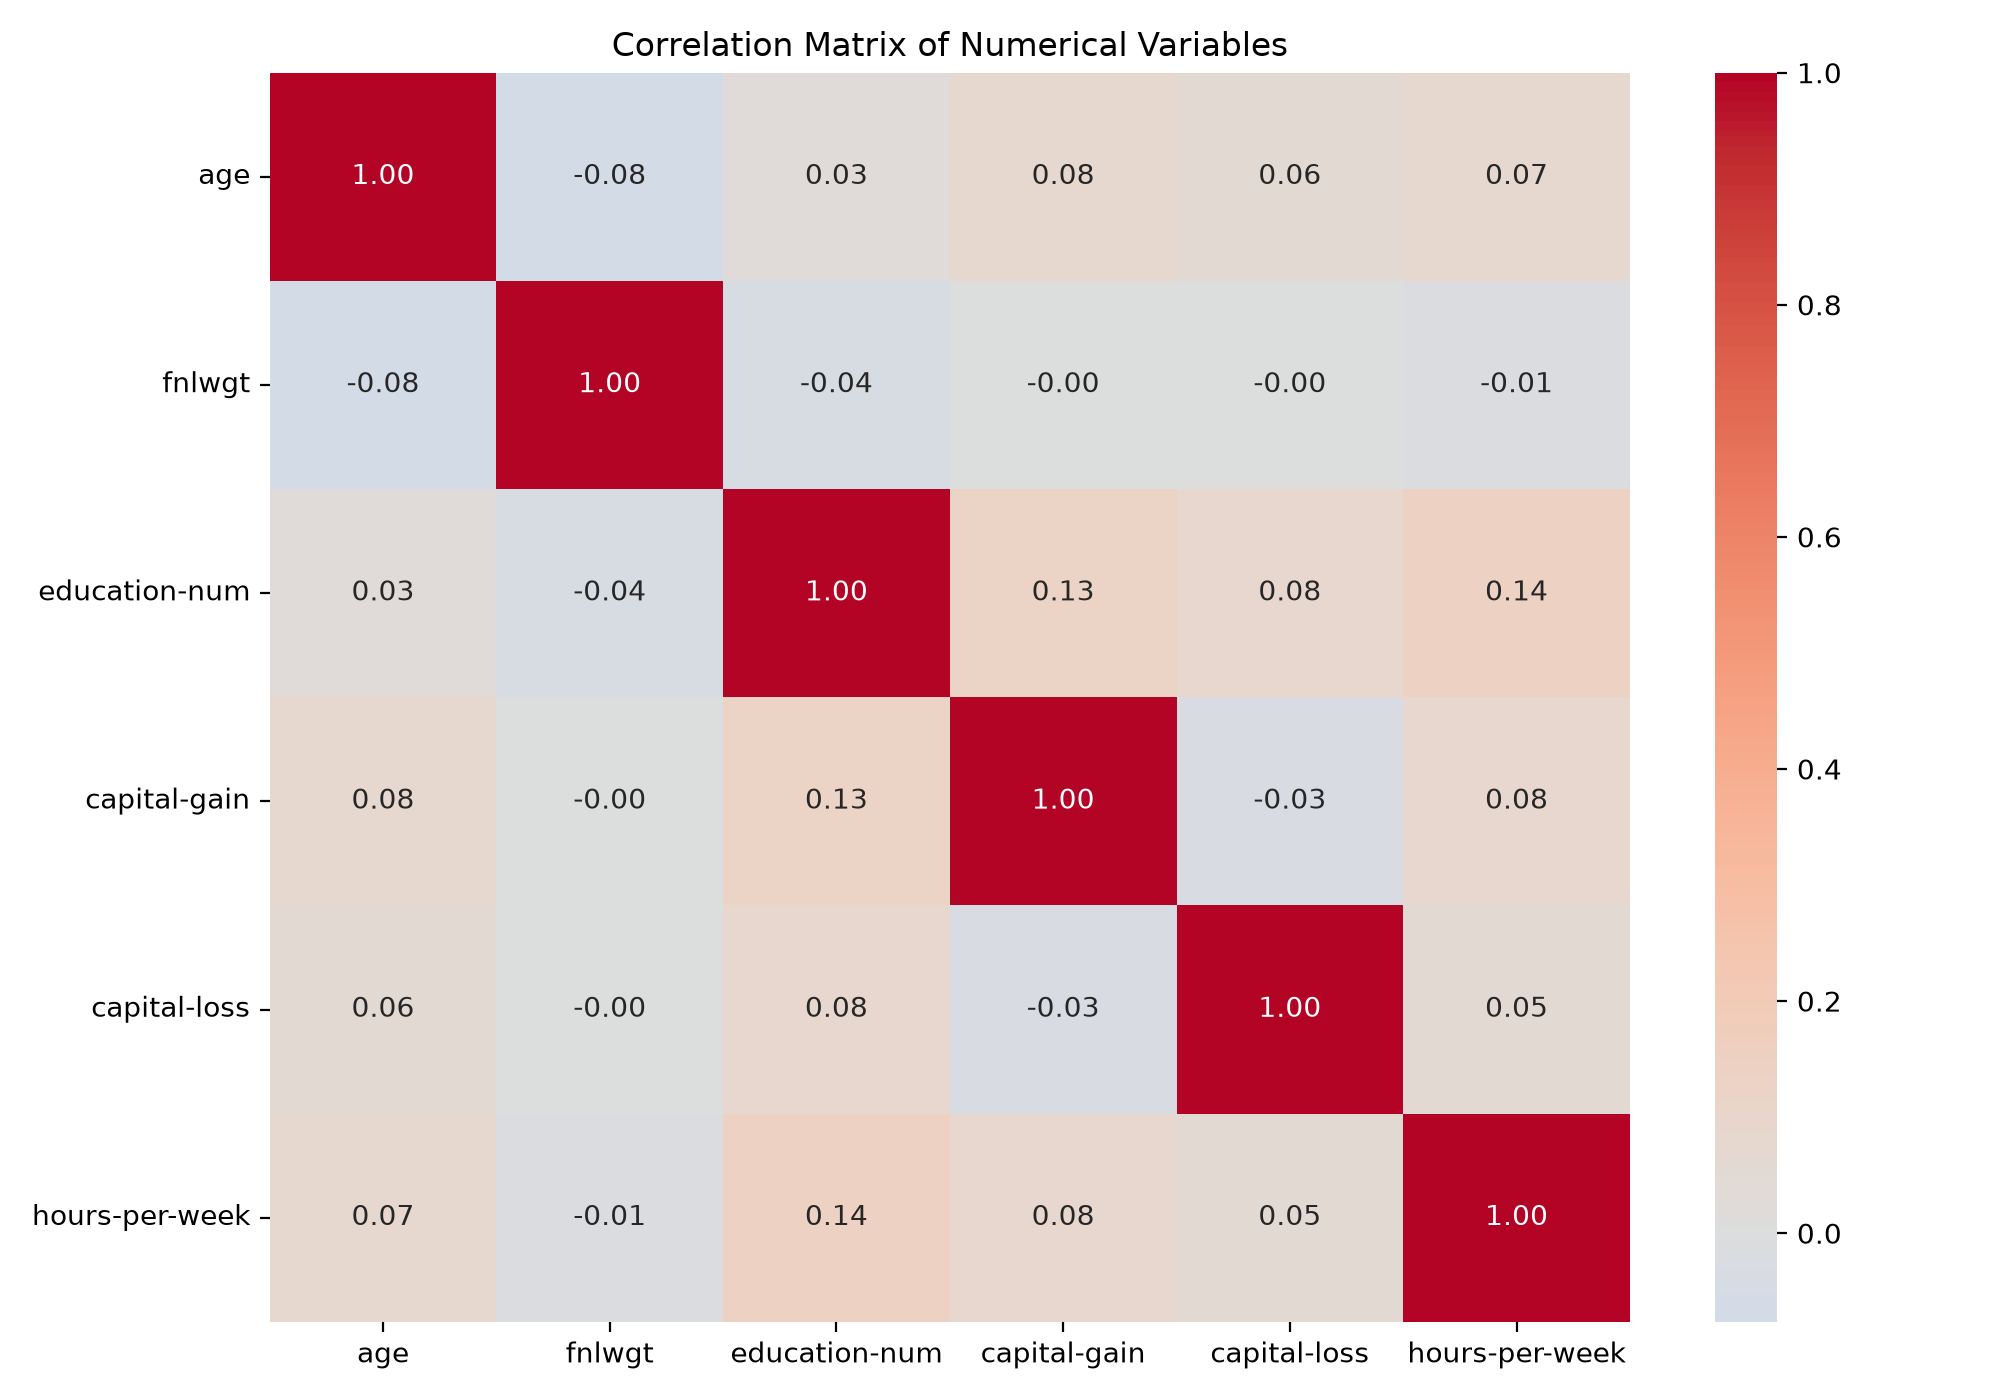 Correlation Matrix of Numerical Variables
age 1.00 -0.08 0.03 0.08 0.06 0.07
fnlwgt -0.08 1.00 -0.04 -0.00 -0.00 -0.01
education-num 0.03 -0.04 1.00 0.13 0.08 0.14
capital-gain 0.08 -0.00 0.13 1.00 -0.03 0.08
capital-loss 0.06 -0.00 0.08 -0.03 1.00 0.05
hours-per-week 0.07 -0.01 0.14 0.08 0.05 1.00
age fnlwgt education-num capital-gain capital-loss hours-per-week
1.0
0.8
0.6
0.4
0.2
0.0